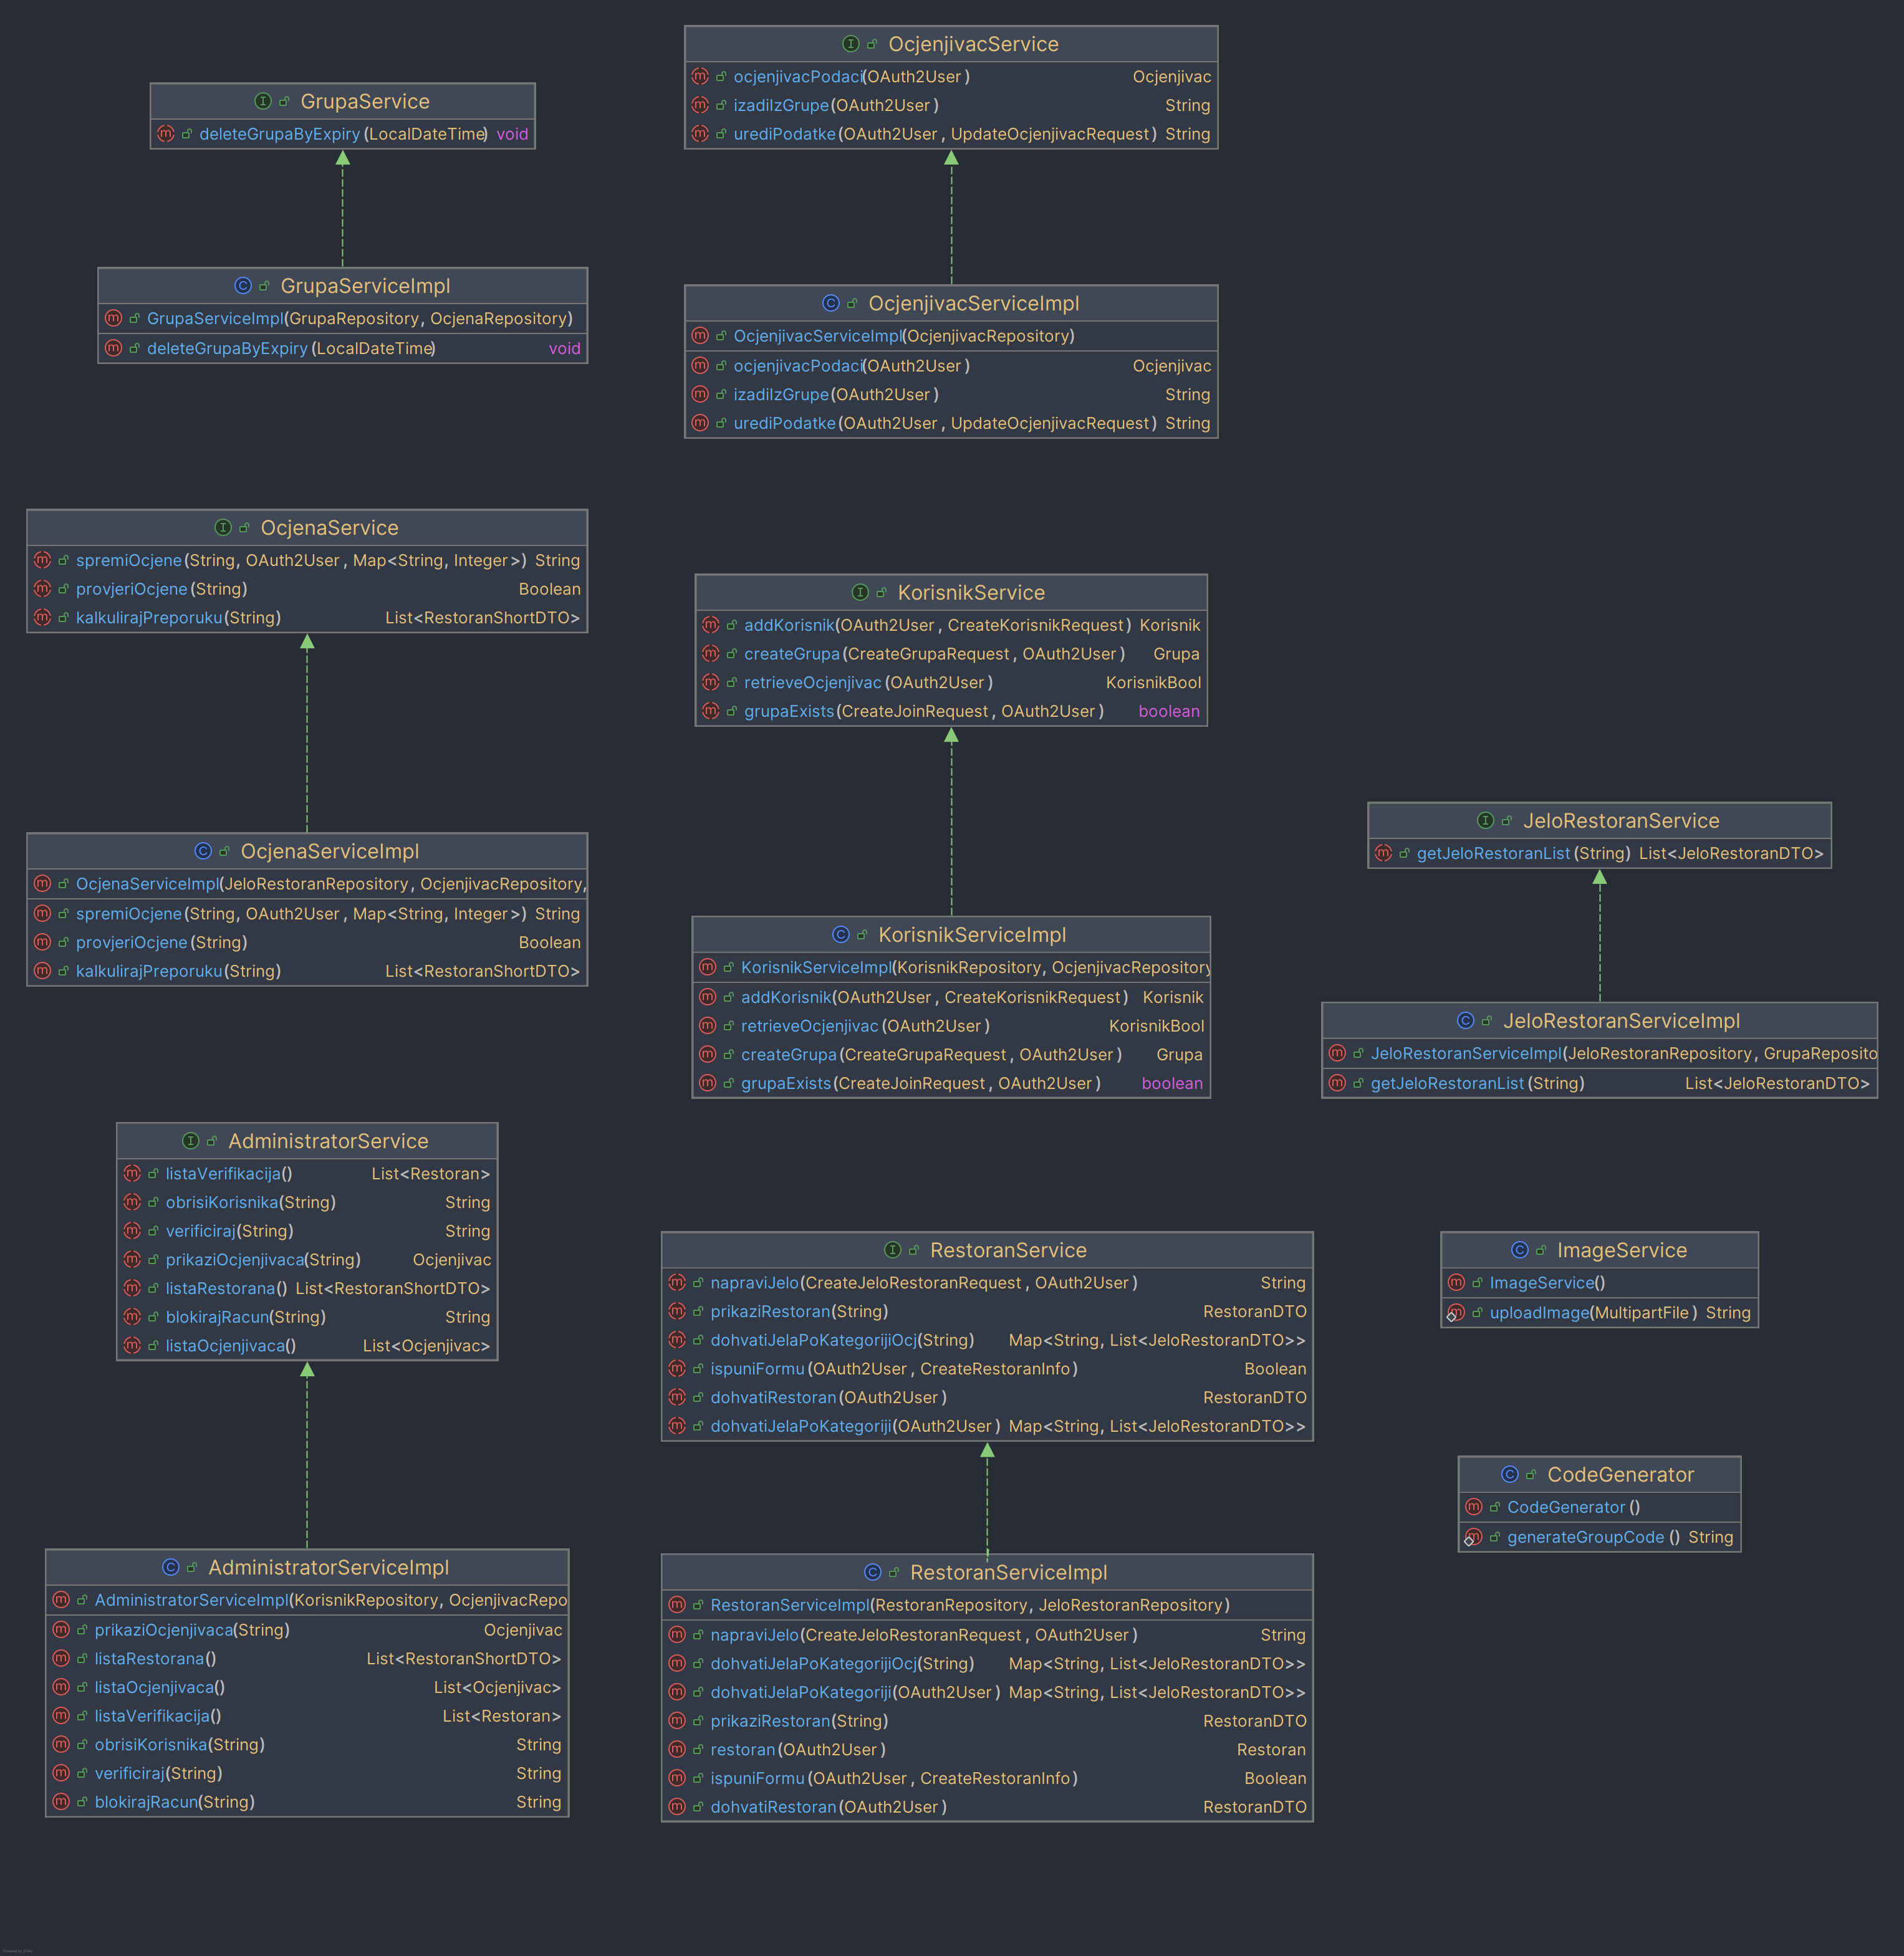 OcjenjivacService
ocjenjivacPodaci(OAuth2User) Ocjenjivac
izadiIzGrupe(OAuth2User) String
urediPodatke(OAuth2User, UpdateOcjenjivacRequest) String
GrupaService
deleteGrupaByExpiry(LocalDateTime) void
GrupaServiceImpl
GrupaServiceImpl(GrupaRepository, OcjenaRepository)
deleteGrupaByExpiry(LocalDateTime) void
OcjenjivacServiceImpl
OcjenjivacServiceImpl(OcjenjivacRepository)
ocjenjivacPodaci(OAuth2User) Ocjenjivac
izadiIzGrupe(OAuth2User) String
urediPodatke(OAuth2User, UpdateOcjenjivacRequest) String
OcjenaService
spremiOcjene(String, OAuth2User, Map<String, Integer>) String
provjeriOcjene(String) Boolean
kalkulirajPreporuku(String) List<RestoranShortDTO>
KorisnikService
addKorisnik(OAuth2User, CreateKorisnikRequest) Korisnik
createGrupa(CreateGrupaRequest, OAuth2User) Grupa
retrieveOcjenjivac(OAuth2User) KorisnikBool
grupaExists(CreateJoinRequest, OAuth2User) boolean
JeloRestoranService
getJeloRestoranList(String) List<JeloRestoranDTO>
OcjenaServiceImpl
OcjenaServiceImpl(JeloRestoranRepository, OcjenjivacRepository,
spremiOcjene(String, OAuth2User, Map<String, Integer>) String
provjeriOcjene(String) Boolean
kalkulirajPreporuku(String) List<RestoranShortDTO>
KorisnikServiceImpl
KorisnikServiceImpl(KorisnikRepository, OcjenjivacRepository
addKorisnik(OAuth2User, CreateKorisnikRequest) Korisnik
retrieveOcjenjivac(OAuth2User) KorisnikBool
createGrupa(CreateGrupaRequest, OAuth2User) Grupa
grupaExists(CreateJoinRequest, OAuth2User) boolean
JeloRestoranServiceImpl
JeloRestoranServiceImpl(JeloRestoranRepository, GrupaReposito
getJeloRestoranList(String) List<JeloRestoranDTO>
AdministratorService
listaVerifikacija() List<Restoran>
obrisiKorisnika(String) String
verificiraj(String) String
prikaziOcjenjivaca(String) Ocjenjivac
listaRestorana() List<RestoranShortDTO>
blokirajRacun(String) String
listaOcjenjivaca() List<Ocjenjivac>
RestoranService
napraviJelo(CreateJeloRestoranRequest, OAuth2User) String
prikaziRestoran(String) RestoranDTO
dohvatiJelaPoKategorijiOcj(String) Map<String, List<JeloRestoranDTO>>
ispuniFormu(OAuth2User, CreateRestoranInfo) Boolean
dohvatiRestoran(OAuth2User) RestoranDTO
dohvatiJelaPoKategoriji(OAuth2User) Map<String, List<JeloRestoranDTO>>
ImageService
ImageService()
uploadImage(MultipartFile) String
CodeGenerator
CodeGenerator()
generateGroupCode() String
AdministratorServiceImpl
AdministratorServiceImpl(KorisnikRepository, OcjenjivacRepo
prikaziOcjenjivaca(String) Ocjenjivac
listaRestorana() List<RestoranShortDTO>
listaOcjenjivaca() List<Ocjenjivac>
listaVerifikacija() List<Restoran>
obrisiKorisnika(String) String
verificiraj(String) String
blokirajRacun(String) String
RestoranServiceImpl
RestoranServiceImpl(RestoranRepository, JeloRestoranRepository)
napraviJelo(CreateJeloRestoranRequest, OAuth2User) String
dohvatiJelaPoKategorijiOcj(String) Map<String, List<JeloRestoranDTO>>
dohvatiJelaPoKategoriji(OAuth2User) Map<String, List<JeloRestoranDTO>>
prikaziRestoran(String) RestoranDTO
restoran(OAuth2User) Restoran
ispuniFormu(OAuth2User, CreateRestoranInfo) Boolean
dohvatiRestoran(OAuth2User) RestoranDTO